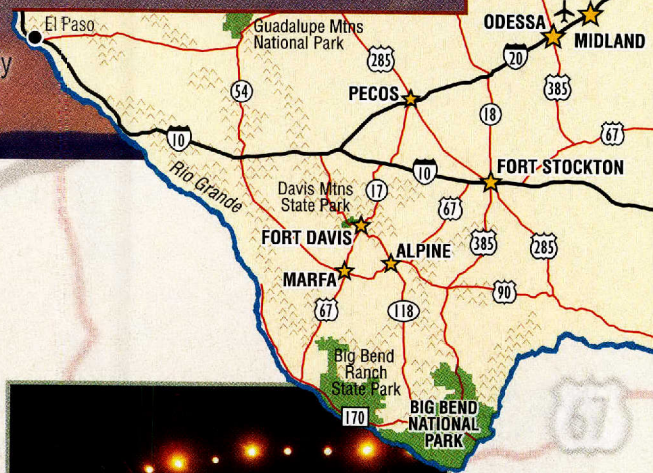 El Paso
Guadalupe Mtns
National Park
ODESSA
MIDLAND
20
285
PECOS
385
54
18
67
10
10
FORT STOCKTON
Rio Grande
Davis Mtns
State Park
17
67
FORT DAVIS
ALPINE
385
285
MARFA
90
67
118
Big Bend
Ranch
State Park
170
BIG BEND
NATIONAL
PARK
67
y